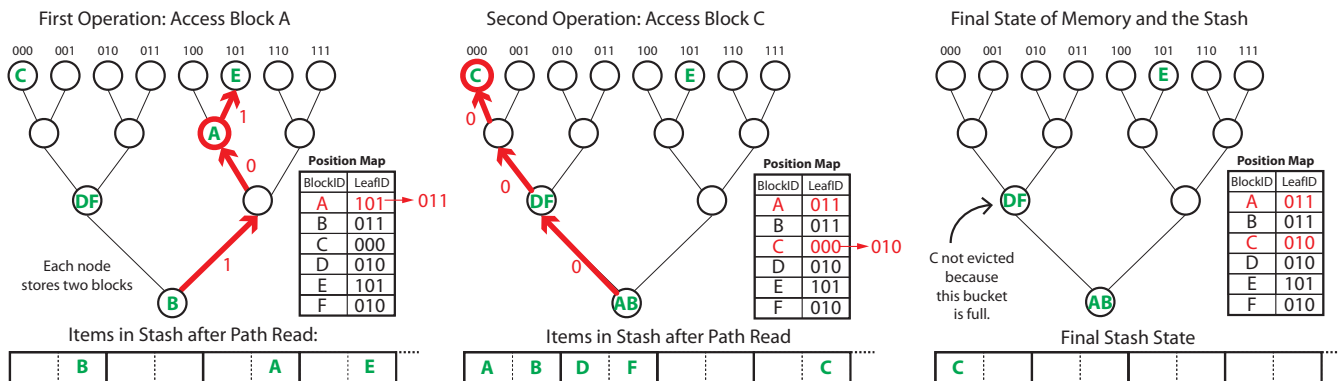 First Operation: Access Block A
000 001 010 011 100 101 110 111
C E
1
A
0
DF
1
B
Each node
stores two blocks
Position Map
BlockID LeafID
A 101 011
B 011
C 000
D 010
E 101
F 010
Items in Stash after Path Read:
B A E
Second Operation: Access Block C
000 001 010 011 100 101 110 111
C E
0
0
DF
0
AB
Position Map
BlockID LeafID
A 011
B 011
C 000 010
D 010
E 101
F 010
Items in Stash after Path Read
A B D F C
Final State of Memory and the Stash
000 001 010 011 100 101 110 111
E
DF
C not evicted
because
this bucket
is full.
AB
Position Map
BlockID LeafID
A 011
B 011
C 010
D 010
E 101
F 010
Final Stash State
C